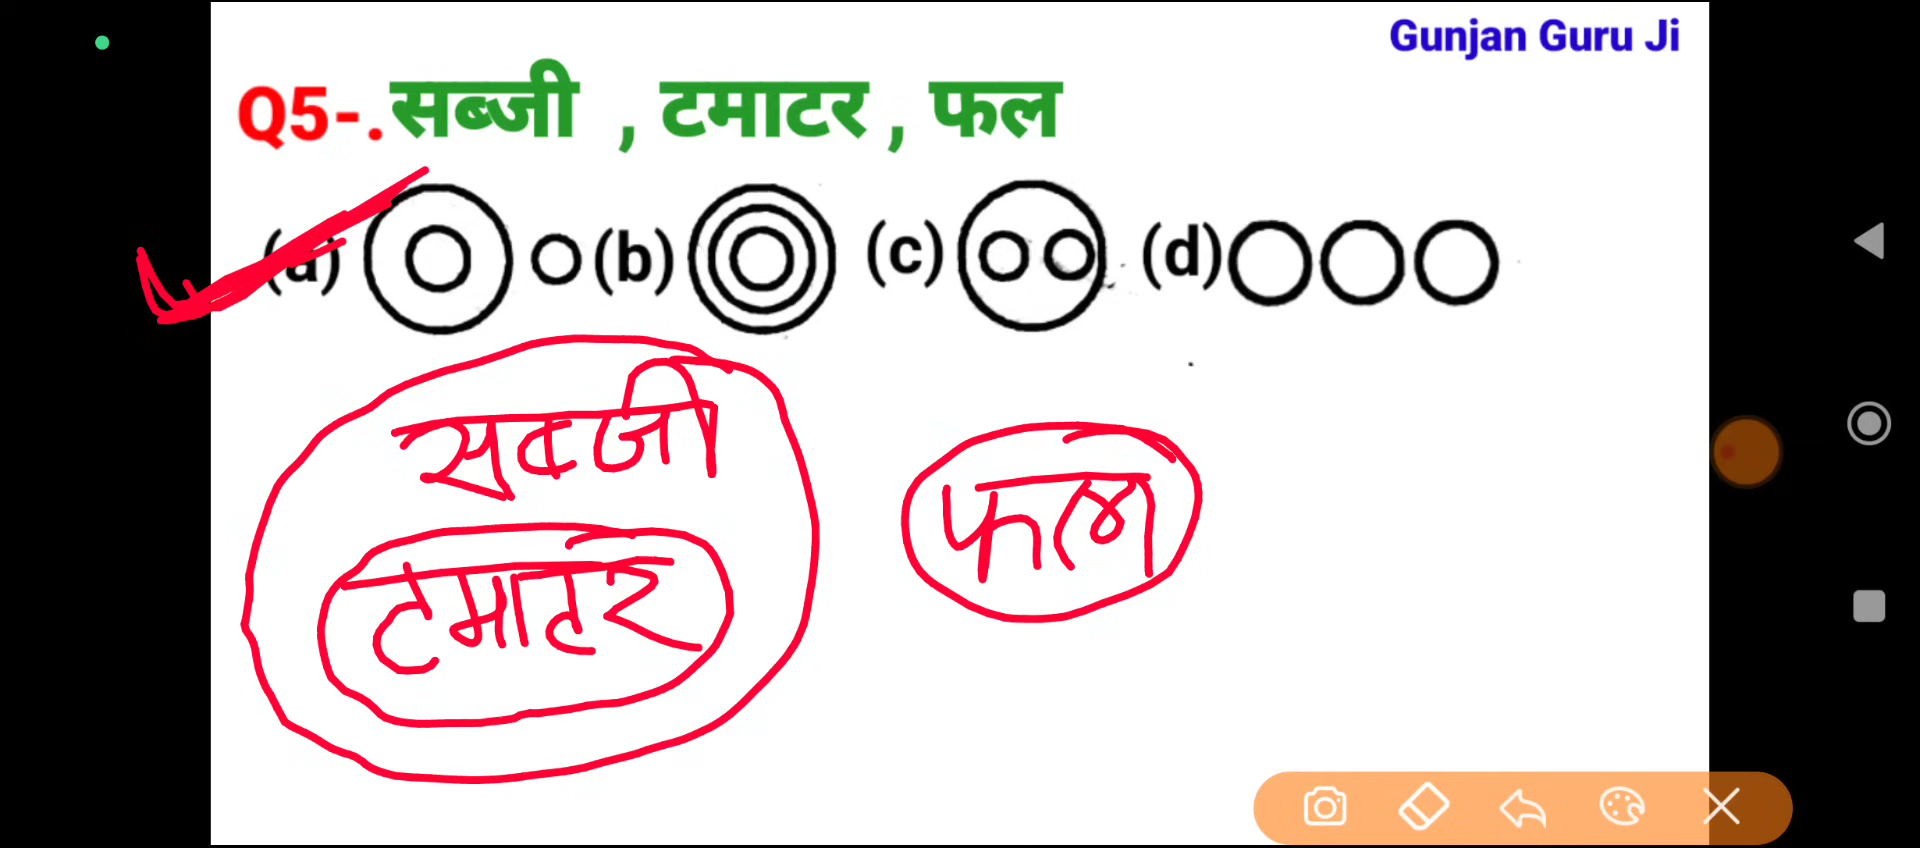 Gunjan Guru Ji
Q5-. सब्जी , टमाटर , फल
(a) (b) (c) (d)
सब्जी
फल
टमाटर